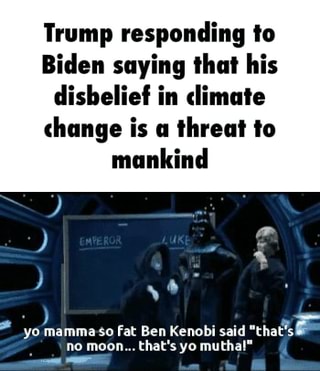 Trump responding to
Biden saying that his
disbelief in climate
change is a threat to
mankind
EMPEROR LUKE
yo mamma so fat Ben Kenobi said "that's
no moon... that's yo mutha!"